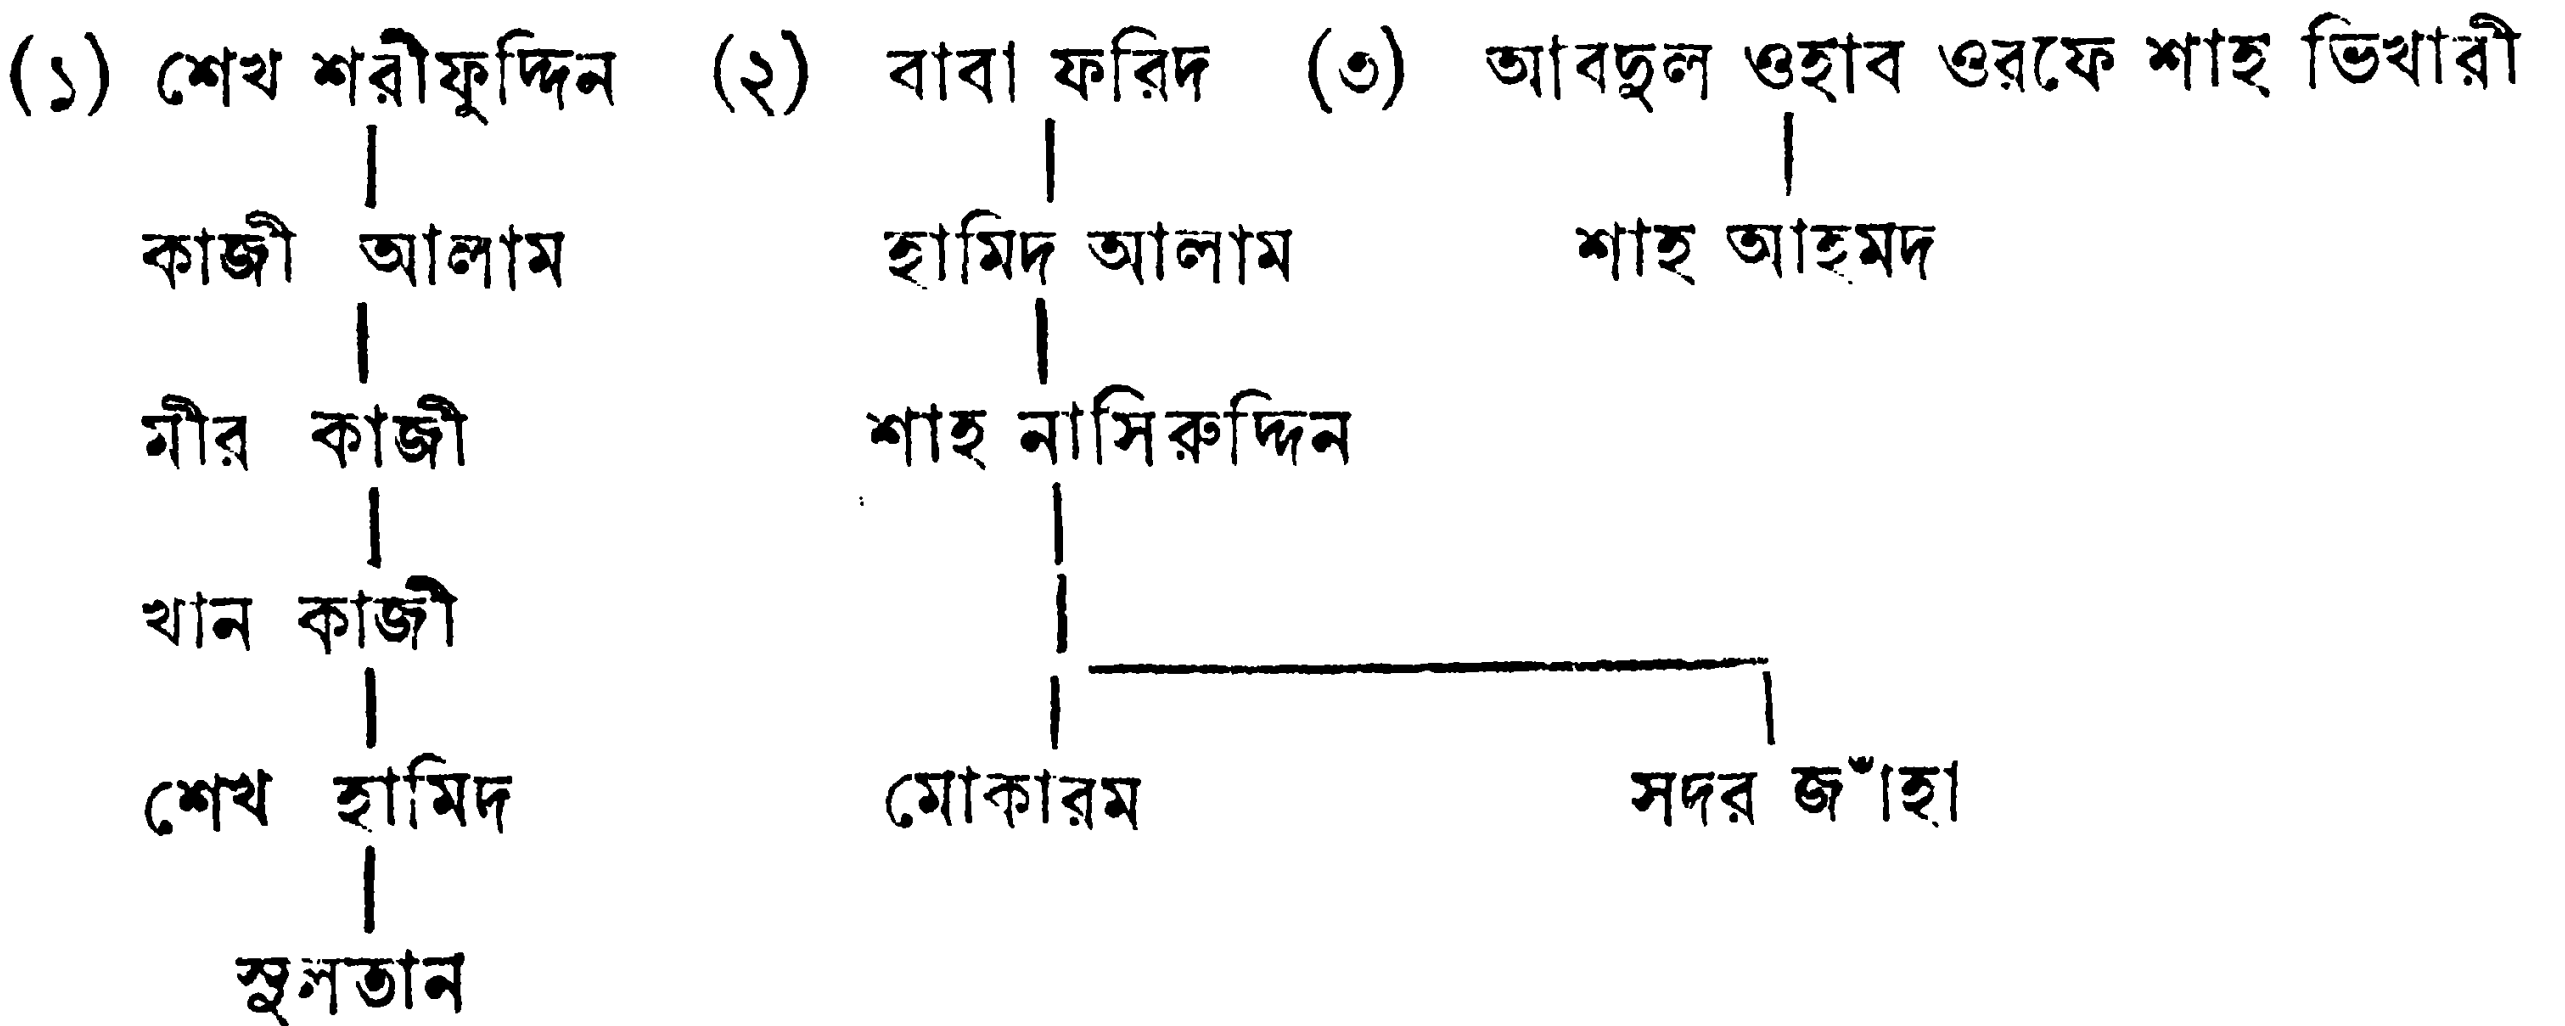 (১) শেখ শরীফুদ্দিন (২) বাবা ফরিদ (৩) আবদুল ওহাব ওরফে শাহ ভিখারী
কাজী আলাম হামিদ আলাম শাহ আহমদ
মীর কাজী শাহ নাসিরুদ্দিন
খান কাজী
শেখ হামিদ মোকারম সদর জাঁহা
সুলতান